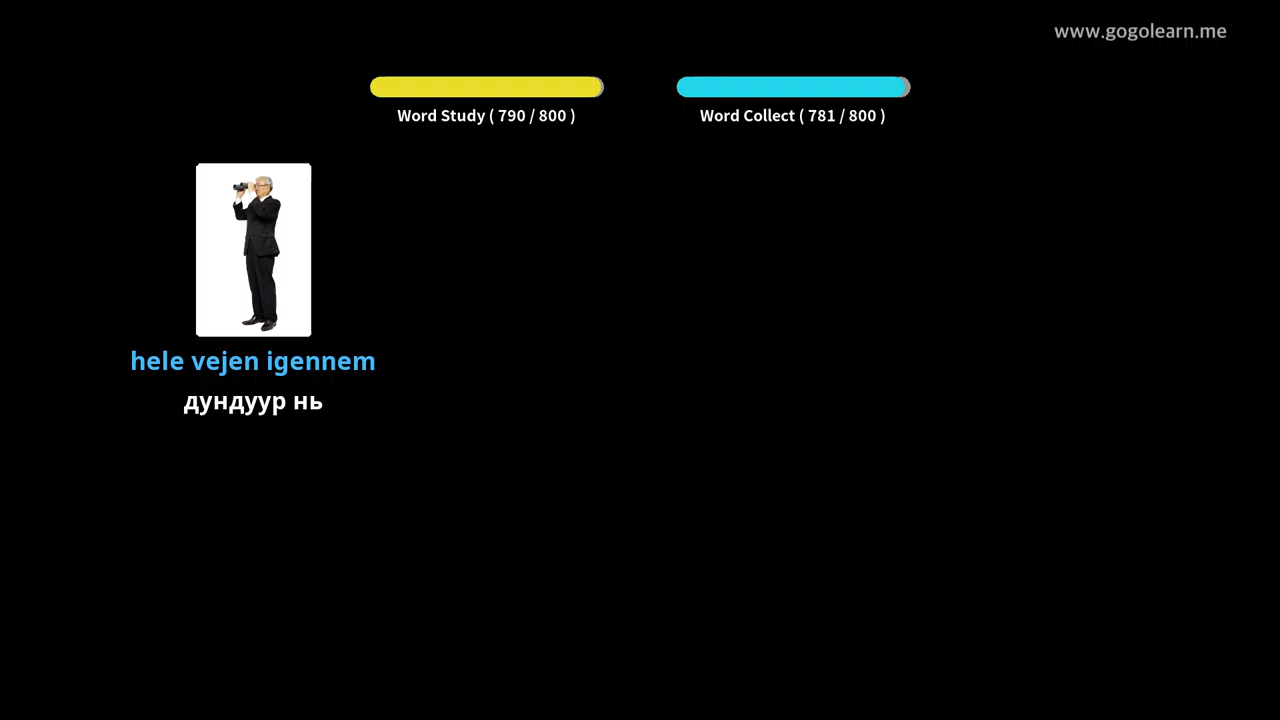 www.gogolearn.me
Word Study ( 790 / 800 )
Word Collect ( 781 / 800 )
hele vejen igennem
дундуур нь